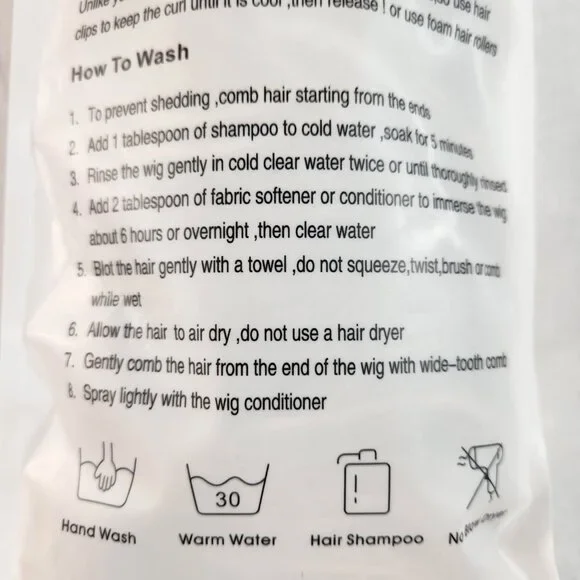 Unlike
use hair
clips to keep the curl until it is cool ,then release ! or use foam hair rollers
How To Wash
1. To prevent shedding ,comb hair starting from the ends
2. Add 1 tablespoon of shampoo to cold water ,soak for 5 minutes
3. Rinse the wig gently in cold clear water twice or until thoroughly rinsed
4. Add 2 tablespoon of fabric softener or conditioner to immerse the wig
about 6 hours or overnight ,then clear water
5. Blot the hair gently with a towel ,do not squeeze,twist,brush or comb
while wet
6. Allow the hair to air dry ,do not use a hair dryer
7. Gently comb the hair from the end of the wig with wide-tooth comb
8. Spray lightly with the wig conditioner
30
Hand Wash
Warm Water
Hair Shampoo
No Blow Dryer